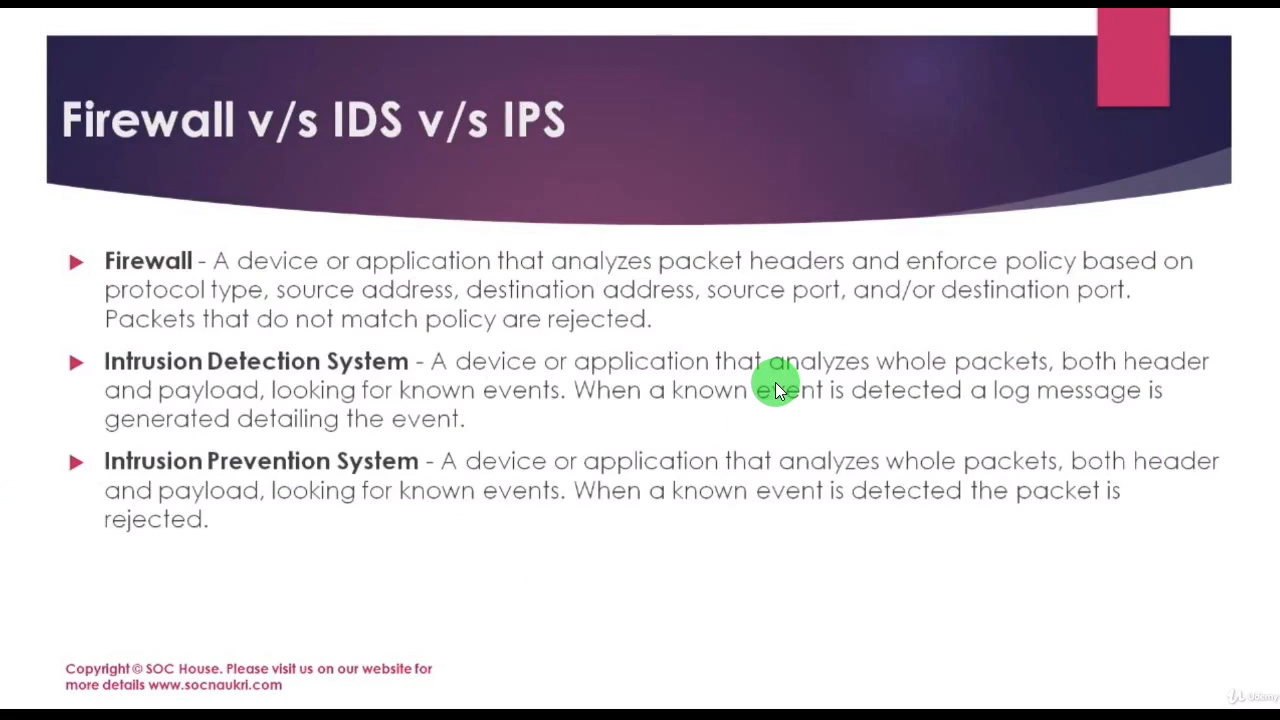 Firewall v/s IDS v/s IPS
Firewall - A device or application that analyzes packet headers and enforce policy based on
protocol type, source address, destination address, source port, and/or destination port.
Packets that do not match policy are rejected.
Intrusion Detection System - A device or application that analyzes whole packets, both header
and payload, looking for known events. When a known event is detected a log message is
generated detailing the event.
Intrusion Prevention System - A device or application that analyzes whole packets, both header
and payload, looking for known events. When a known event is detected the packet is
rejected.
Copyright © SOC House. Please visit us on our website for
more details www.socnaukri.com
Udemy